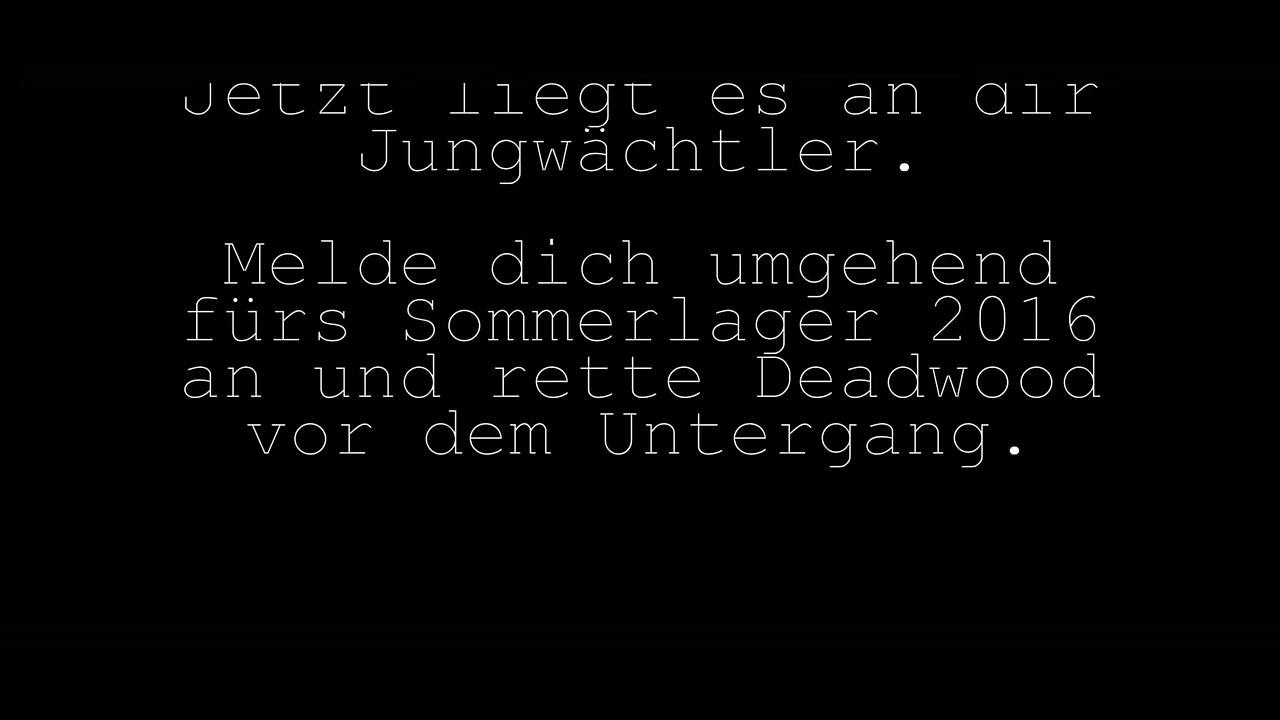 Jetzt liegt es an dir
Jungwächtler.
Melde dich umgehend
fürs Sommerlager 2016
an und rette Deadwood
vor dem Untergang.